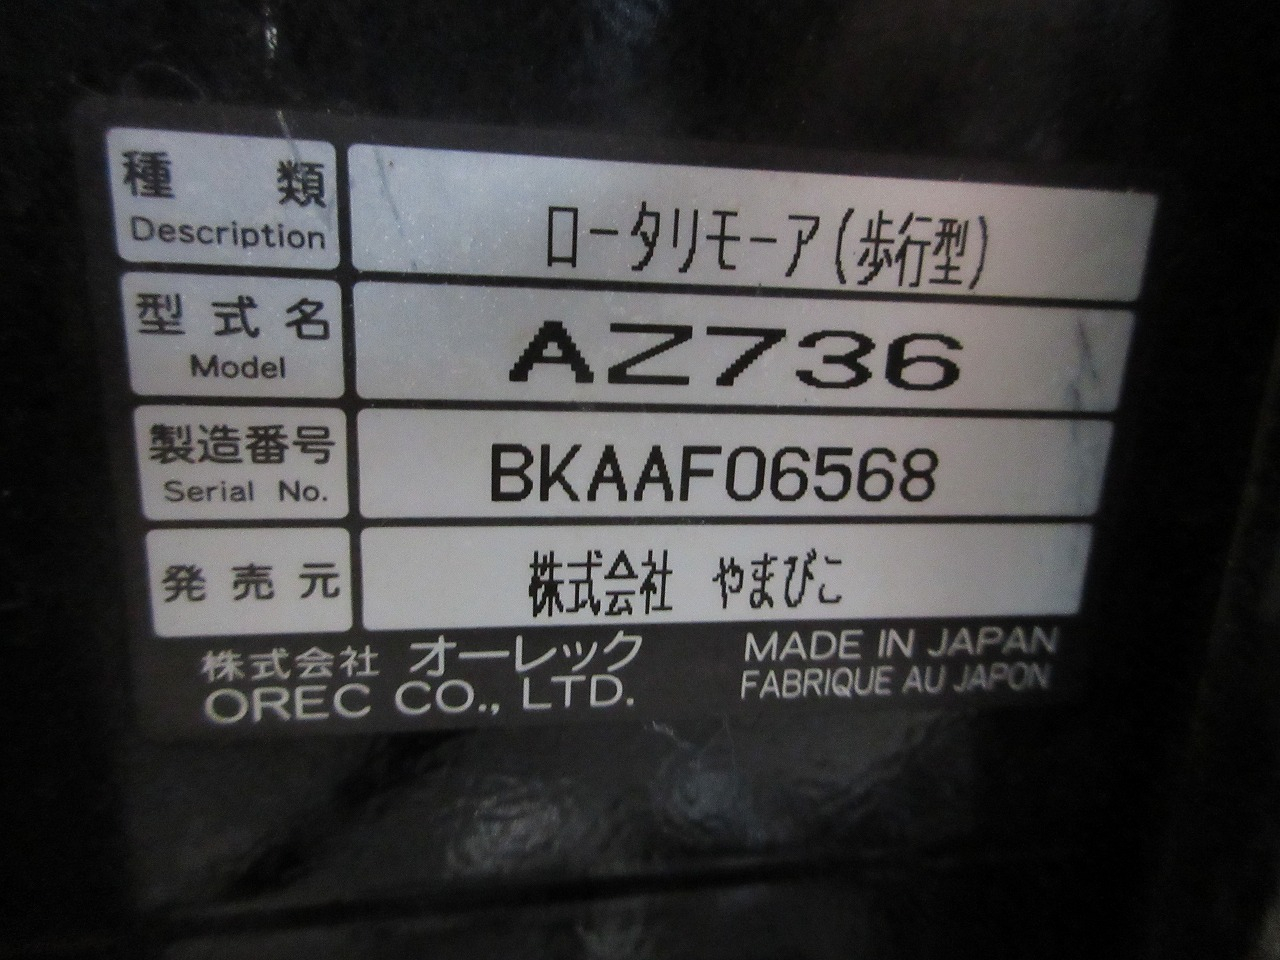 種類 ロータリモーア(歩行型)
Description
型式名 AZ736
Model
製造番号 BKAAF06568
Serial No.
発売元 株式会社 やまびこ
株式会社 オーレック MADE IN JAPAN
OREC CO., LTD. FABRIQUE AU JAPON